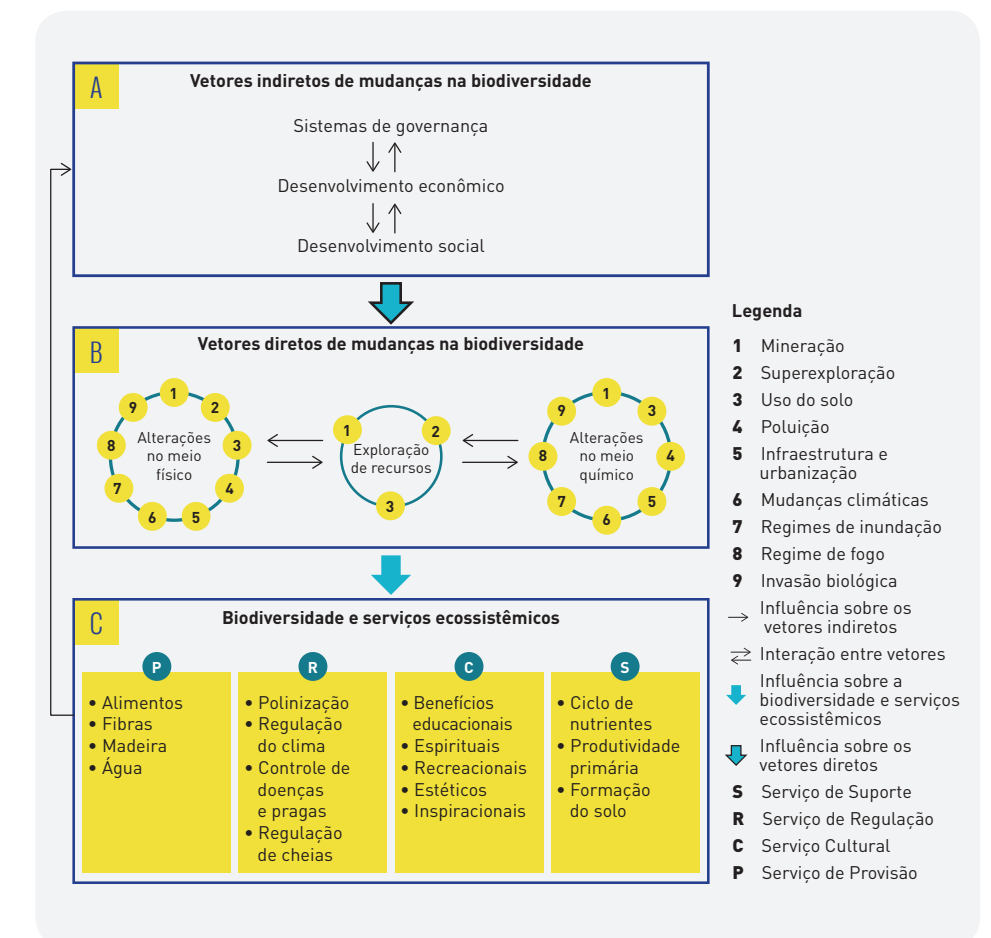 A
Vetores indiretos de mudanças na biodiversidade
Sistemas de governança
Desenvolvimento econômico
Desenvolvimento social
B
Vetores diretos de mudanças na biodiversidade
1
2
3
4
5
6
7
8
9
Alterações
no meio
físico
1
2
3
Exploração
de recursos
1
3
4
5
6
7
8
9
Alterações
no meio
químico
C
Biodiversidade e serviços ecossistêmicos
P
• Alimentos
• Fibras
• Madeira
• Água
R
• Polinização
• Regulação
do clima
• Controle de
doenças
e pragas
• Regulação
de cheias
C
• Benefícios
educacionais
• Espirituais
• Recreacionais
• Estéticos
• Inspiracionais
S
• Ciclo de
nutrientes
• Produtividade
primária
• Formação
do solo
Legenda
1 Mineração
2 Superexploração
3 Uso do solo
4 Poluição
5 Infraestrutura e
urbanização
6 Mudanças climáticas
7 Regimes de inundação
8 Regime de fogo
9 Invasão biológica
Influência sobre os
vetores indiretos
Interação entre vetores
Influência sobre a
biodiversidade e serviços
ecossistêmicos
Influência sobre os
vetores diretos
S Serviço de Suporte
R Serviço de Regulação
C Serviço Cultural
P Serviço de Provisão